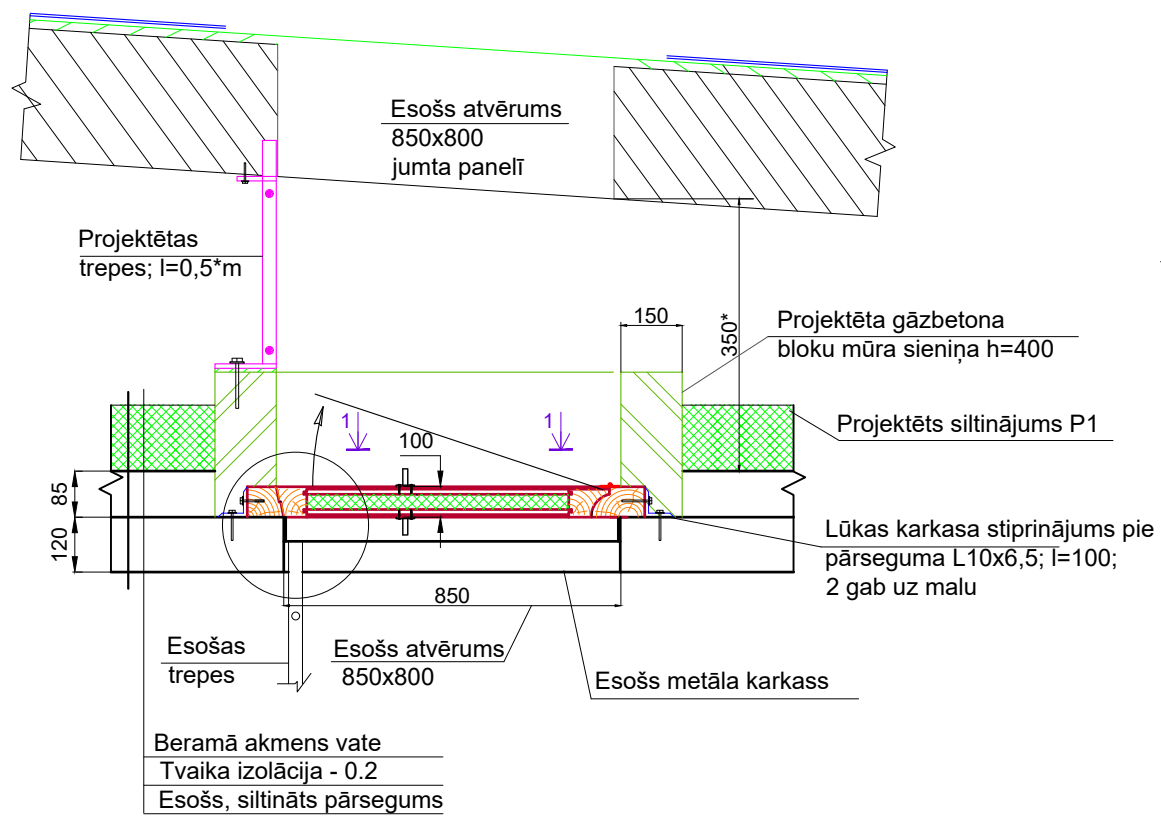 Esošs atvērums
850x800
jumta panelī
Projektētas
trepes; l=0,5*m
150
350*
Projektēta gāzbetona
bloku mūra sieniņa h=400
Projektēts siltinājums P1
1
1
100
85
120
Lūkas karkasa stiprinājums pie
pārseguma L10x6,5; l=100;
2 gab uz malu
850
Esošas
trepes
Esošs atvērums
850x800
Esošs metāla karkass
Beramā akmens vate
Tvaika izolācija - 0.2
Esošs, siltināts pārsegums